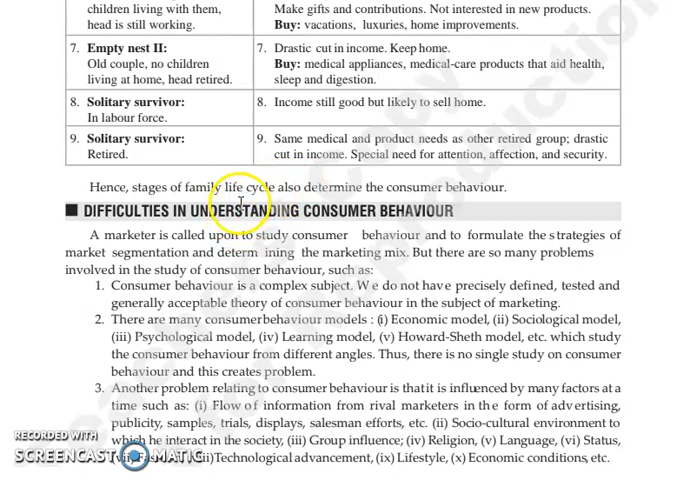 children living with them,
head is still working.
Make gifts and contributions. Not interested in new products.
Buy: vacations, luxuries, home improvements.
7. Empty nest II:
Old couple, no children
living at home, head retired.
7. Drastic cut in income. Keep home.
Buy: medical appliances, medical-care products that aid health,
sleep and digestion.
8. Solitary survivor:
In labour force.
8. Income still good but likely to sell home.
9. Solitary survivor:
Retired.
9. Same medical and product needs as other retired group; drastic
cut in income. Special need for attention, affection, and security.
Hence, stages of family life cycle also determine the consumer behaviour.
DIFFICULTIES IN UNDERSTANDING CONSUMER BEHAVIOUR
A marketer is called upon to study consumer behaviour and to formulate the strategies of
market segmentation and determ ining the marketing mix. But there are so many problems
involved in the study of consumer behaviour, such as:
1. Consumer behaviour is a complex subject. We do not have precisely defined, tested and
generally acceptable theory of consumer behaviour in the subject of marketing.
2. There are many consumer behaviour models : (i) Economic model, (ii) Sociological model,
(iii) Psychological model, (iv) Learning model, (v) Howard-Sheth model, etc. which study
the consumer behaviour from different angles. Thus, there is no single study on consumer
behaviour and this creates problem.
3. Another problem relating to consumer behaviour is that it is influenced by many factors at a
time such as: (i) Flow of information from rival marketers in the form of advertising,
publicity, samples, trials, displays, salesman efforts, etc. (ii) Socio-cultural environment to
which he interact in the society, (iii) Group influence; (iv) Religion, (v) Language, (vi) Status,
Technological advancement, (ix) Lifestyle, (x) Economic conditions, etc.
RECORDED WITH
SCREENCAST MATIC